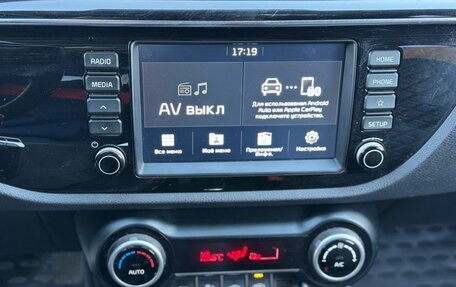 17:19
RADIO
MEDIA
HOME
PHONE
SETUP
AV ВЫКЛ
Для использования Android
Auto или Apple CarPlay
подключите устройство.
Все меню
Моё меню
Приложения/
Инфо.
Настройка
AUTO
A/C